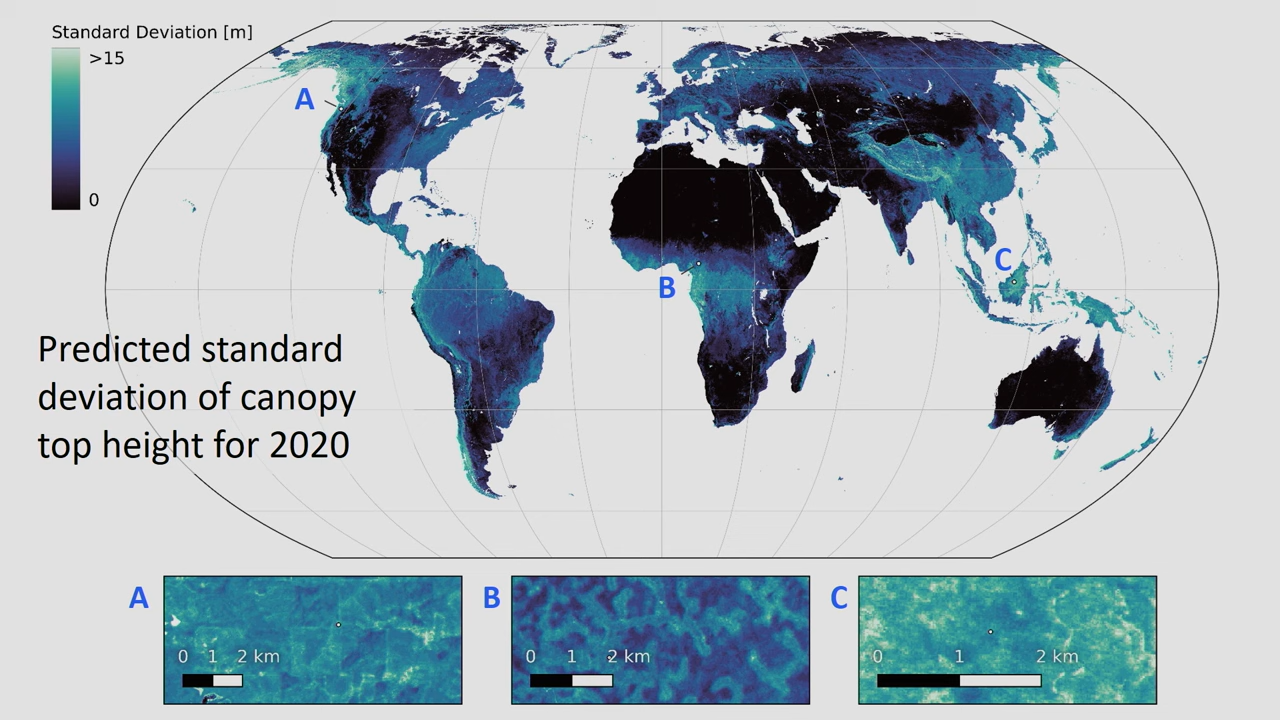 Standard Deviation [m]
>15
0
A
B
C
Predicted standard
deviation of canopy
top height for 2020
A
0 1 2 km
B
0 1 2 km
C
0 1 2 km